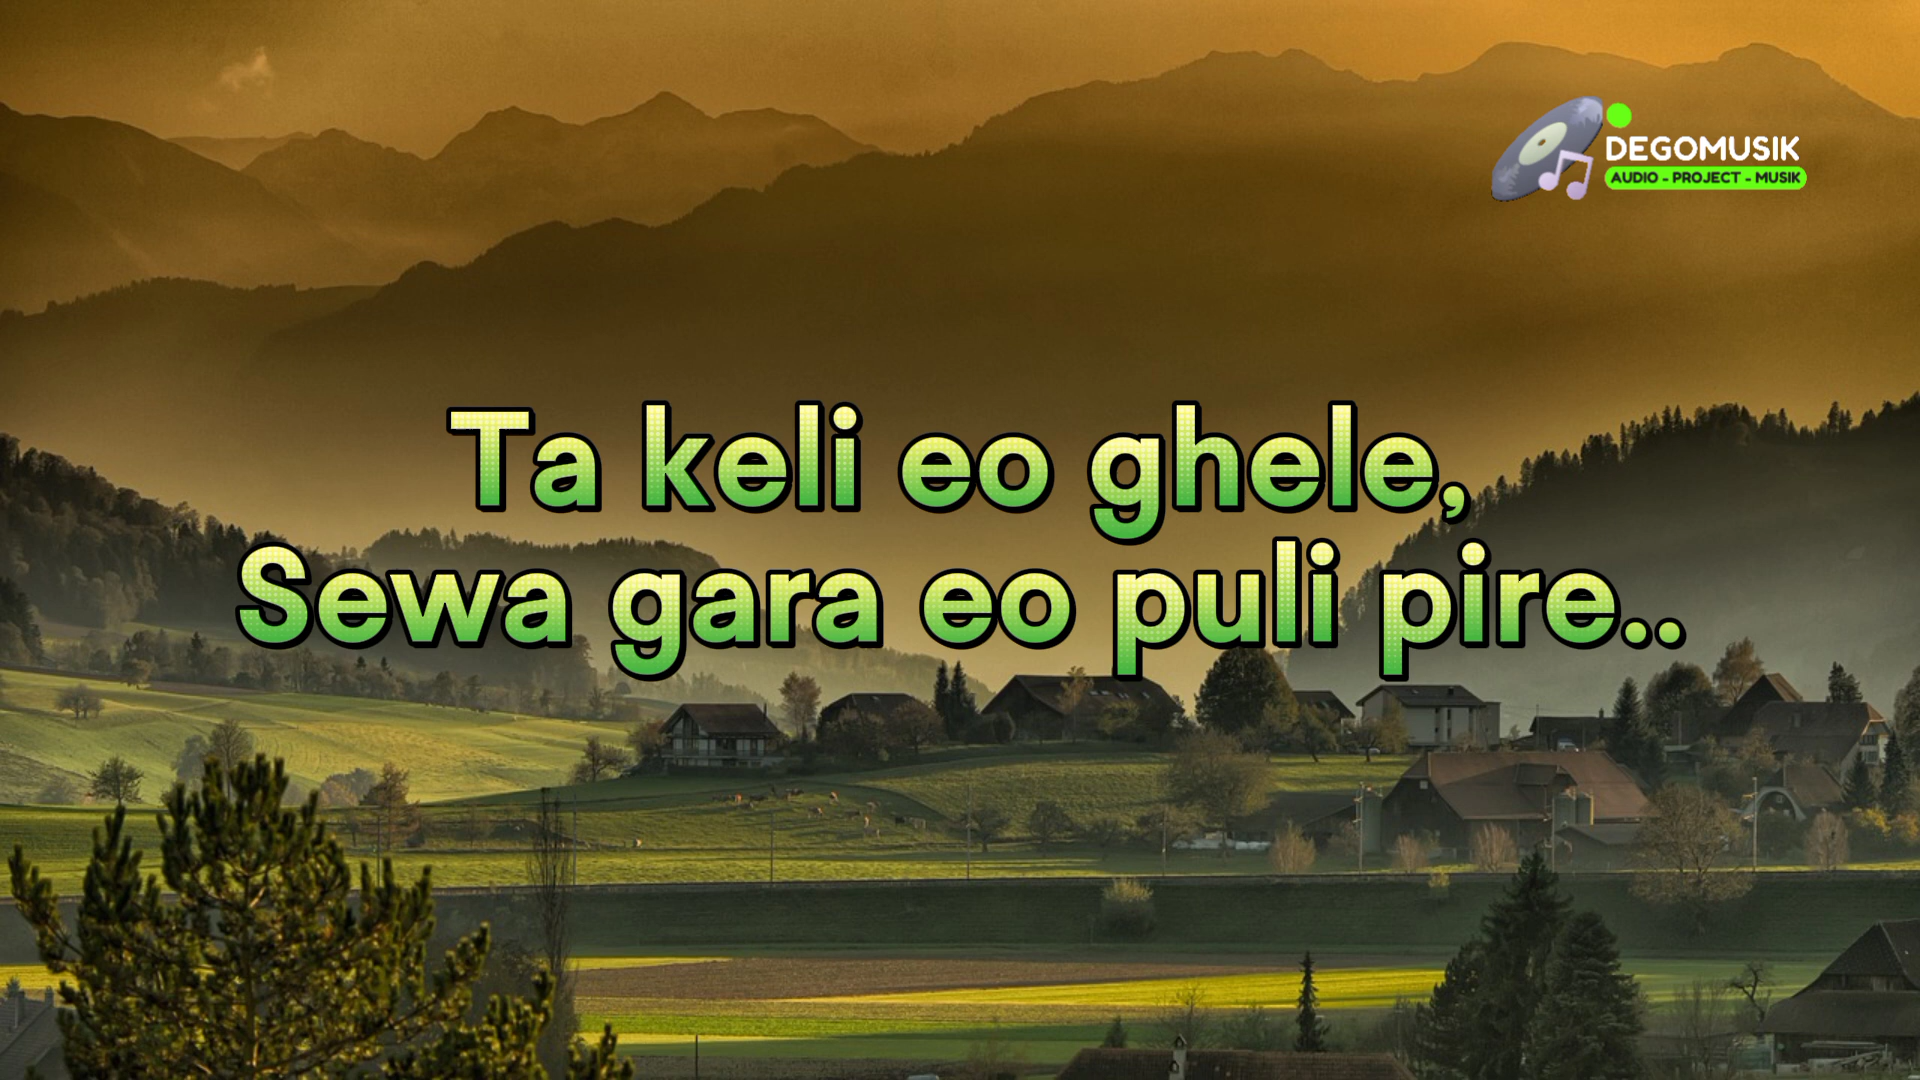 DEGOMUSIK
AUDIO - PROJECT - MUSIK
Ta keli eo ghele,
Sewa gara eo puli pire..